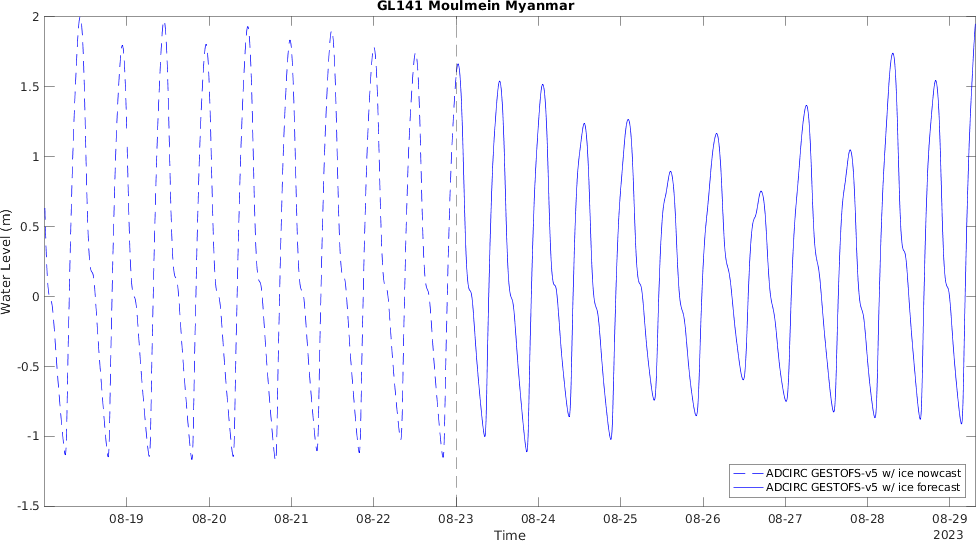 GL141 Moulmein Myanmar
2
1.5
1
0.5
0
-0.5
-1
-1.5
Water Level (m)
ADCIRC GESTOFS-v5 w/ ice nowcast
ADCIRC GESTOFS-v5 w/ ice forecast
08-19 08-20 08-21 08-22 08-23 08-24 08-25 08-26 08-27 08-28 08-29
Time
2023